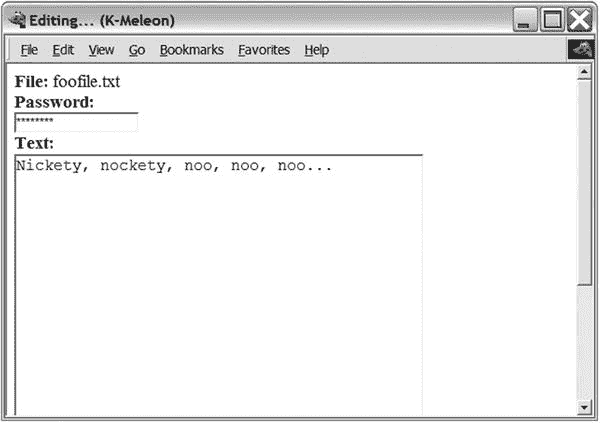 Editing... (K-Meleon)
File Edit View Go Bookmarks Favorites Help
File: foofile.txt
Password:
********
Text:
Nickety, nockety, noo, noo, noo...